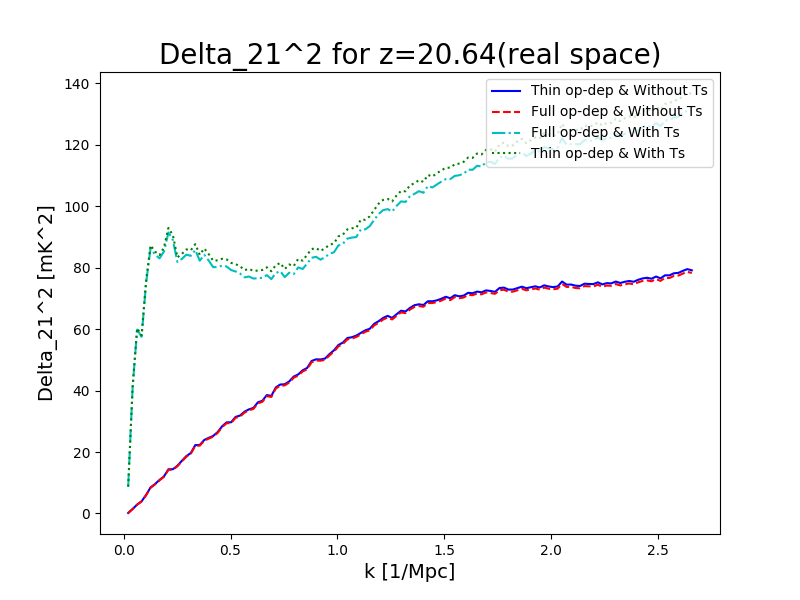 Delta_21^2 for z=20.64(real space)
Thin op-dep & Without Ts
Full op-dep & Without Ts
Full op-dep & With Ts
Thin op-dep & With Ts
Delta_21^2 [mK^2]
140
120
100
80
60
40
20
0
0.0
0.5
1.0
1.5
2.0
2.5
k [1/Mpc]